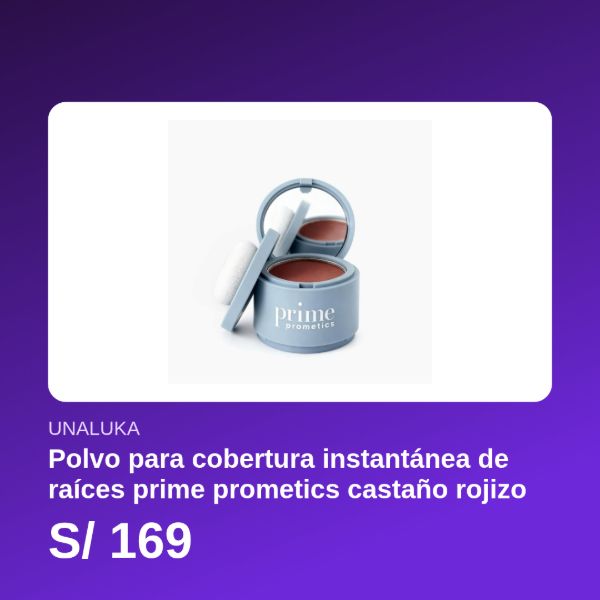 prime
prometics
UNALUKA
Polvo para cobertura instantánea de
raíces prime prometics castaño rojizo
S/ 169